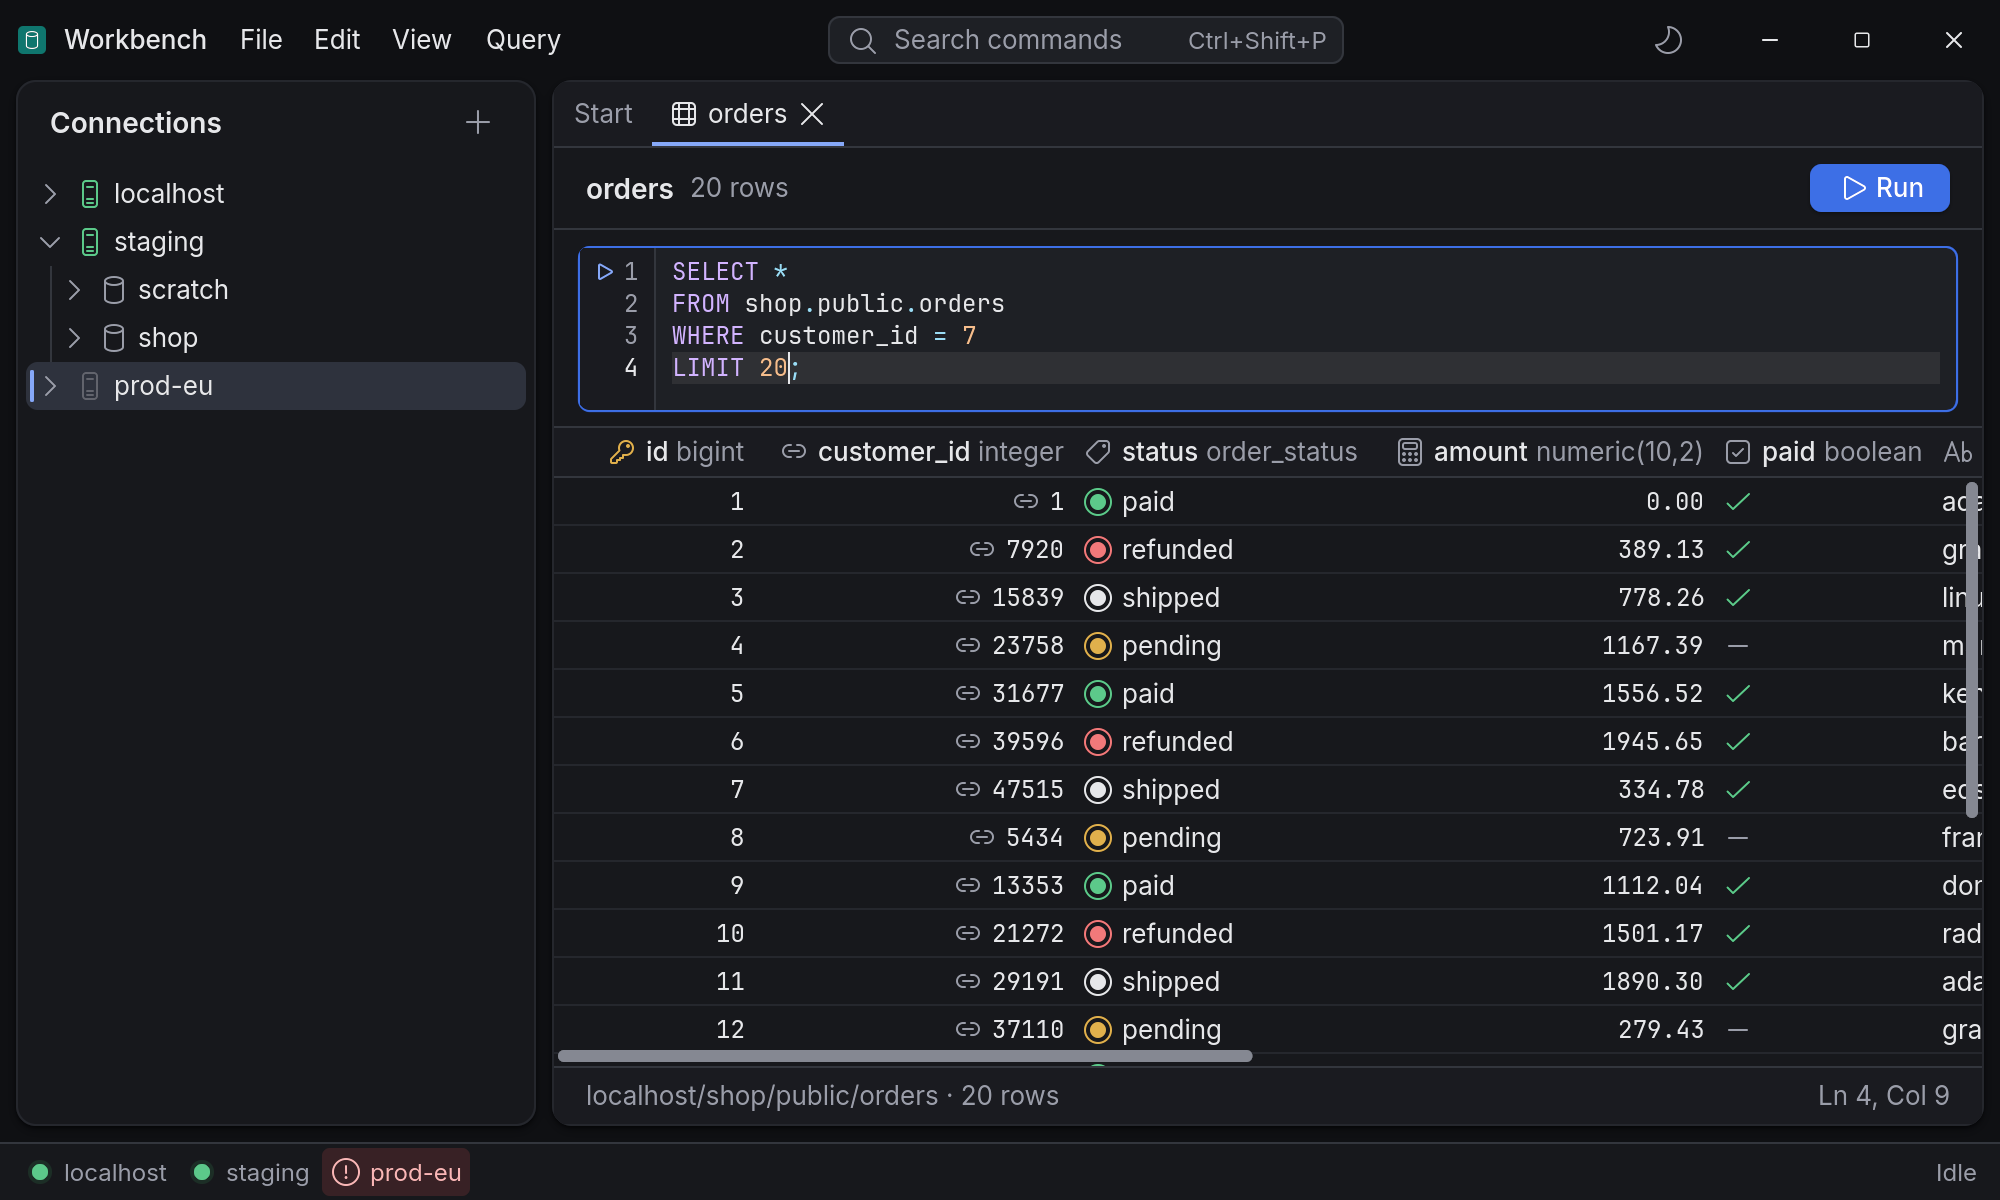 Workbench File Edit View Query Search commands Ctrl+Shift+P
Connections
localhost
staging
scratch
shop
prod-eu
Start orders
orders 20 rows Run
1 SELECT *
2 FROM shop.public.orders
3 WHERE customer_id = 7
4 LIMIT 20;
id bigint customer_id integer status order_status amount numeric(10,2) paid boolean Ab
1 1 paid 0.00
2 7920 refunded 389.13
3 15839 shipped 778.26
4 23758 pending 1167.39
5 31677 paid 1556.52
6 39596 refunded 1945.65
7 47515 shipped 334.78
8 5434 pending 723.91 fran
9 13353 paid 1112.04 don
10 21272 refunded 1501.17 rad
11 29191 shipped 1890.30 ada
12 37110 pending 279.43 gra
localhost/shop/public/orders · 20 rows Ln 4, Col 9
localhost staging prod-eu Idle